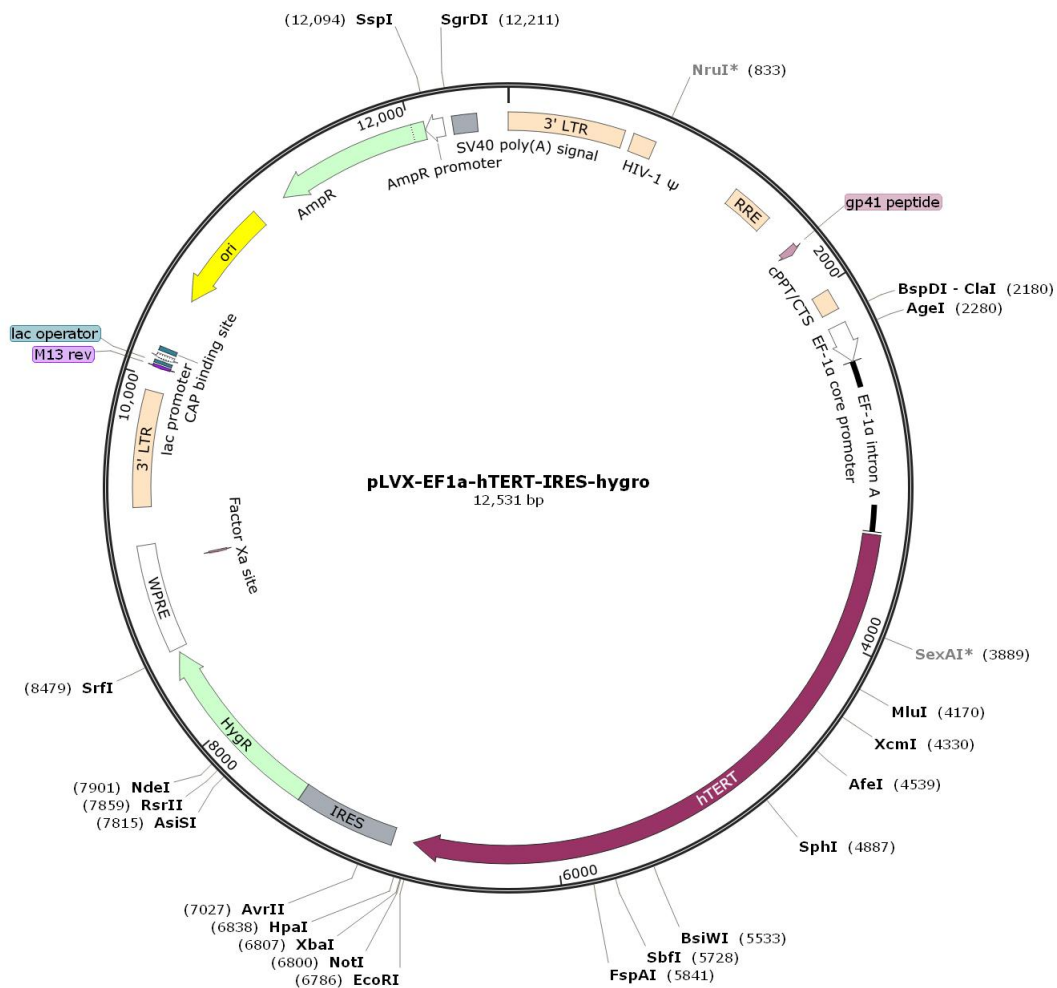 (12,094) SspI
SgrDI (12,211)
NruI* (833)
12,000
3' LTR
SV40 poly(A) signal
HIV-1 ψ
AmpR promoter
AmpR
RRE
gp41 peptide
2000
ori
cPPT/CTS
BspDI - ClaI (2180)
AgeI (2280)
lac operator
M13 rev
CAP binding site
lac promoter
EF-1α core promoter
EF-1α intron A
10,000
3' LTR
pLVX-EF1a-hTERT-IRES-hygro
12,531 bp
Factor Xa site
WPRE
4000
SexAI* (3889)
(8479) SrfI
MluI (4170)
XcmI (4330)
HygR
8000
AfeI (4539)
(7901) NdeI
(7859) RsrII
(7815) AsiSI
hTERT
IRES
SphI (4887)
6000
(7027) AvrII
(6838) HpaI
(6807) XbaI
(6800) NotI
(6786) EcoRI
BsiWI (5533)
SbfI (5728)
FspAI (5841)